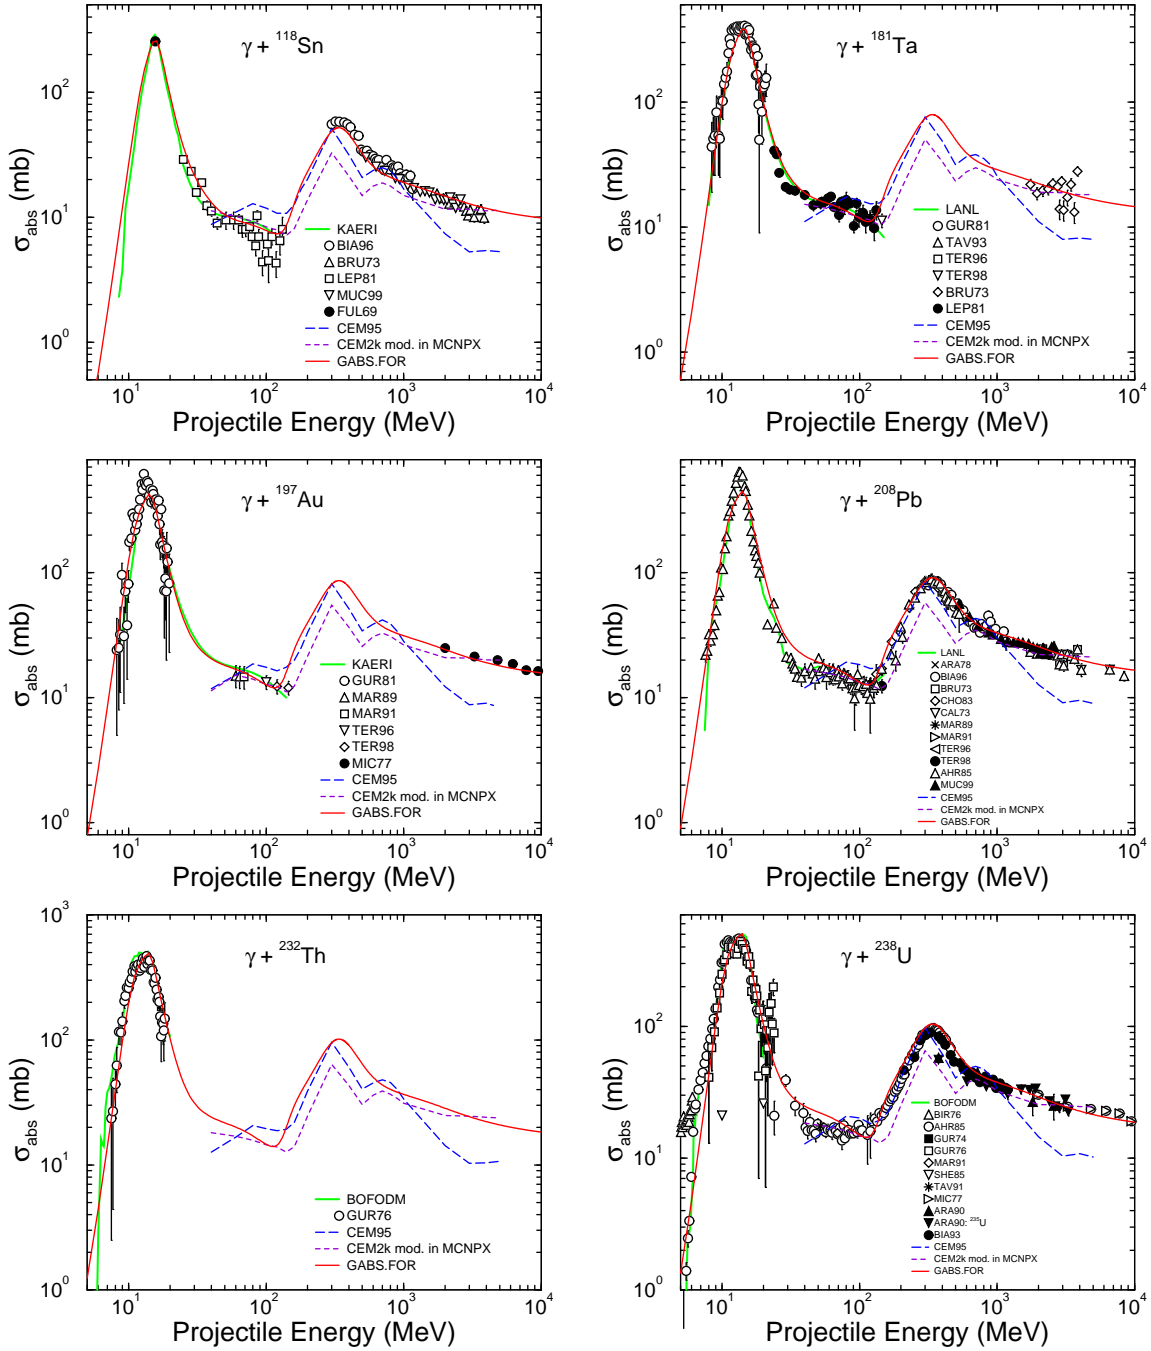 γ + ¹¹⁸Sn
σabs (mb)
10²
10¹
10⁰
KAERI
BIA96
BRU73
LEP81
MUC99
FUL69
CEM95
CEM2k mod. in MCNPX
GABS.FOR
10¹ 10² 10³ 10⁴
Projectile Energy (MeV)
γ + ¹⁸¹Ta
σabs (mb)
10²
10¹
10⁰
LANL
GUR81
TAV93
TER96
TER98
BRU73
LEP81
CEM95
CEM2k mod. in MCNPX
GABS.FOR
10¹ 10² 10³ 10⁴
Projectile Energy (MeV)
γ + ¹⁹⁷Au
σabs (mb)
10²
10¹
10⁰
KAERI
GUR81
MAR89
MAR91
TER96
TER98
MIC77
CEM95
CEM2k mod. in MCNPX
GABS.FOR
10¹ 10² 10³ 10⁴
Projectile Energy (MeV)
γ + ²⁰⁸Pb
σabs (mb)
10²
10¹
10⁰
LANL
ARA78
BIA96
BRU73
CHO83
CAL73
MAR89
MAR91
TER96
TER98
AHR85
MUC99
CEM95
CEM2k mod. in MCNPX
GABS.FOR
10¹ 10² 10³ 10⁴
Projectile Energy (MeV)
γ + ²³²Th
σabs (mb)
10³
10²
10¹
10⁰
BOFODM
GUR76
CEM95
CEM2k mod. in MCNPX
GABS.FOR
10¹ 10² 10³ 10⁴
Projectile Energy (MeV)
γ + ²³⁸U
σabs (mb)
10²
10¹
10⁰
BOFODM
BIR76
AHR85
GUR74
GUR76
MAR91
SHE85
TAV91
MIC77
ARA90
ARA90: ²³⁵U
BIA93
CEM95
CEM2k mod. in MCNPX
GABS.FOR
10¹ 10² 10³ 10⁴
Projectile Energy (MeV)